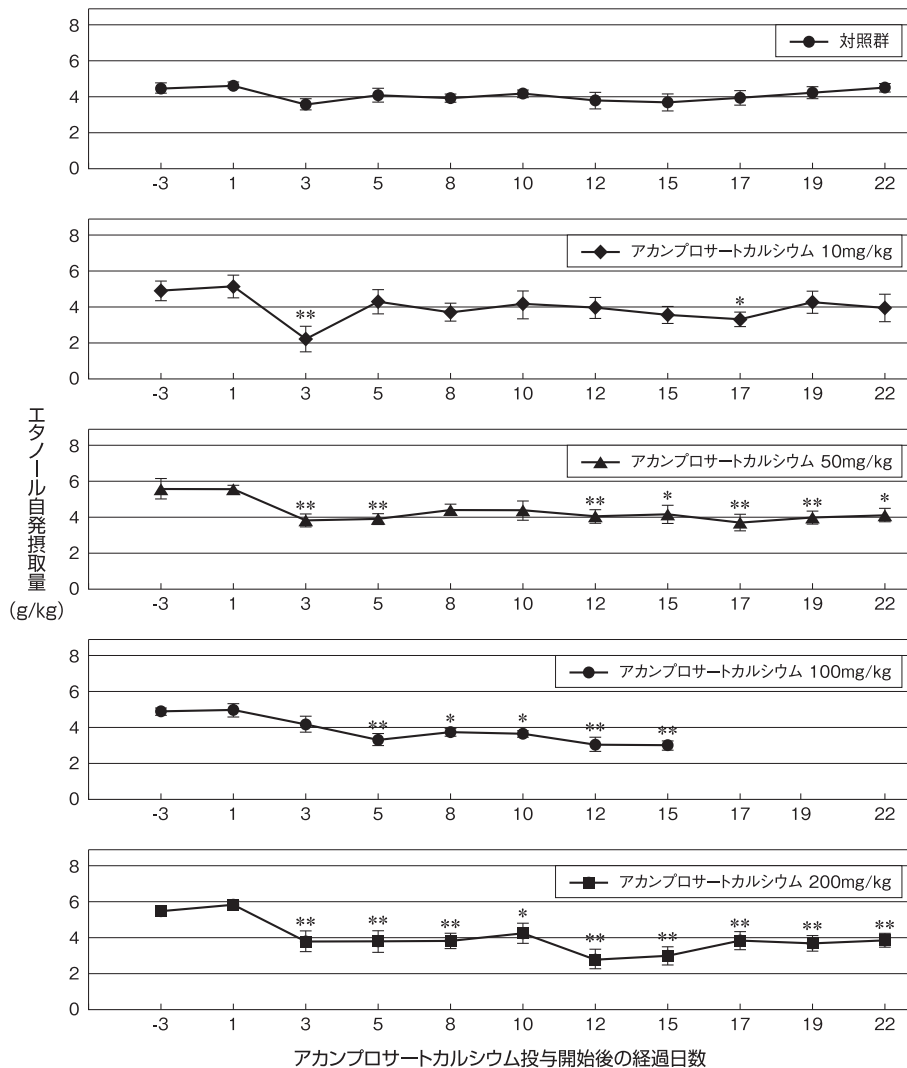 8
6
4
2
0
対照群
-3 1 3 5 8 10 12 15 17 19 22
8
6
4
2
0
アカンプロサートカルシウム 10mg/kg
** *
-3 1 3 5 8 10 12 15 17 19 22
エタノール自発摂取量
(g/kg)
8
6
4
2
0
アカンプロサートカルシウム 50mg/kg
** ** ** * ** ** *
-3 1 3 5 8 10 12 15 17 19 22
8
6
4
2
0
アカンプロサートカルシウム 100mg/kg
** * * ** **
-3 1 3 5 8 10 12 15 17 19 22
8
6
4
2
0
アカンプロサートカルシウム 200mg/kg
** ** ** * ** ** ** ** **
-3 1 3 5 8 10 12 15 17 19 22
アカンプロサートカルシウム投与開始後の経過日数